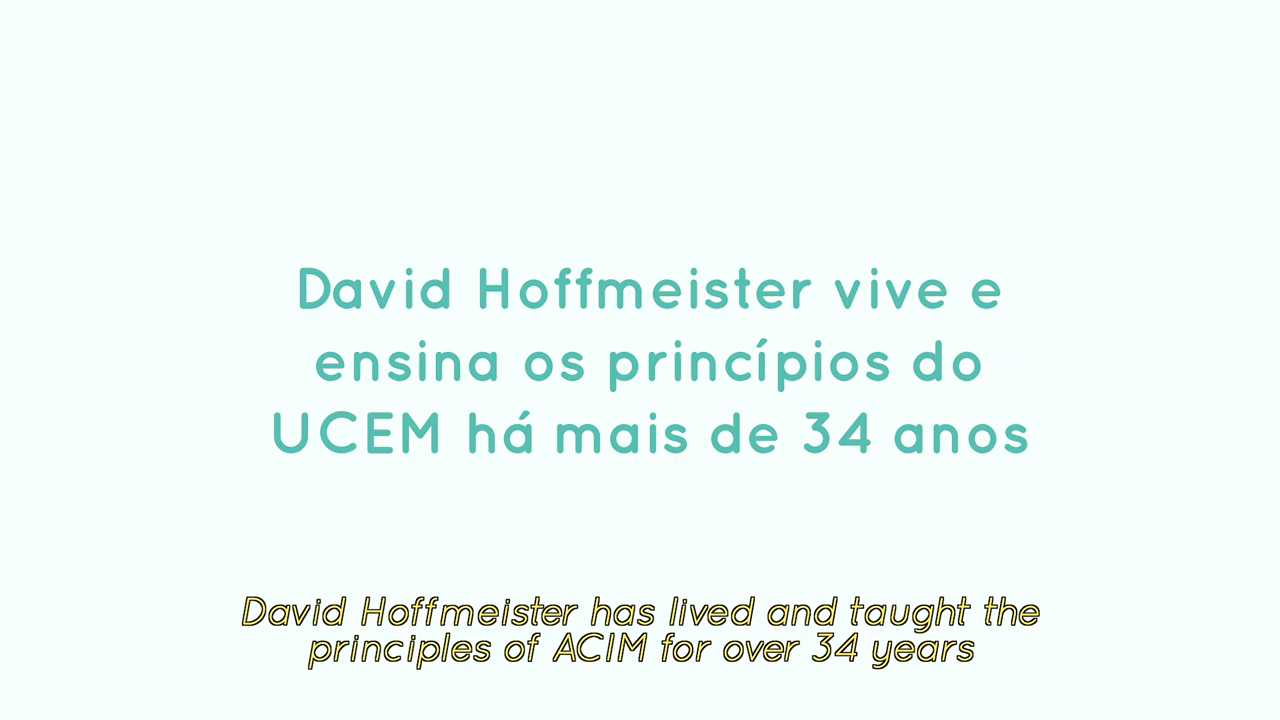 David Hoffmeister vive e
ensina os princípios do
UCEM há mais de 34 anos
David Hoffmeister has lived and taught the
principles of ACIM for over 34 years